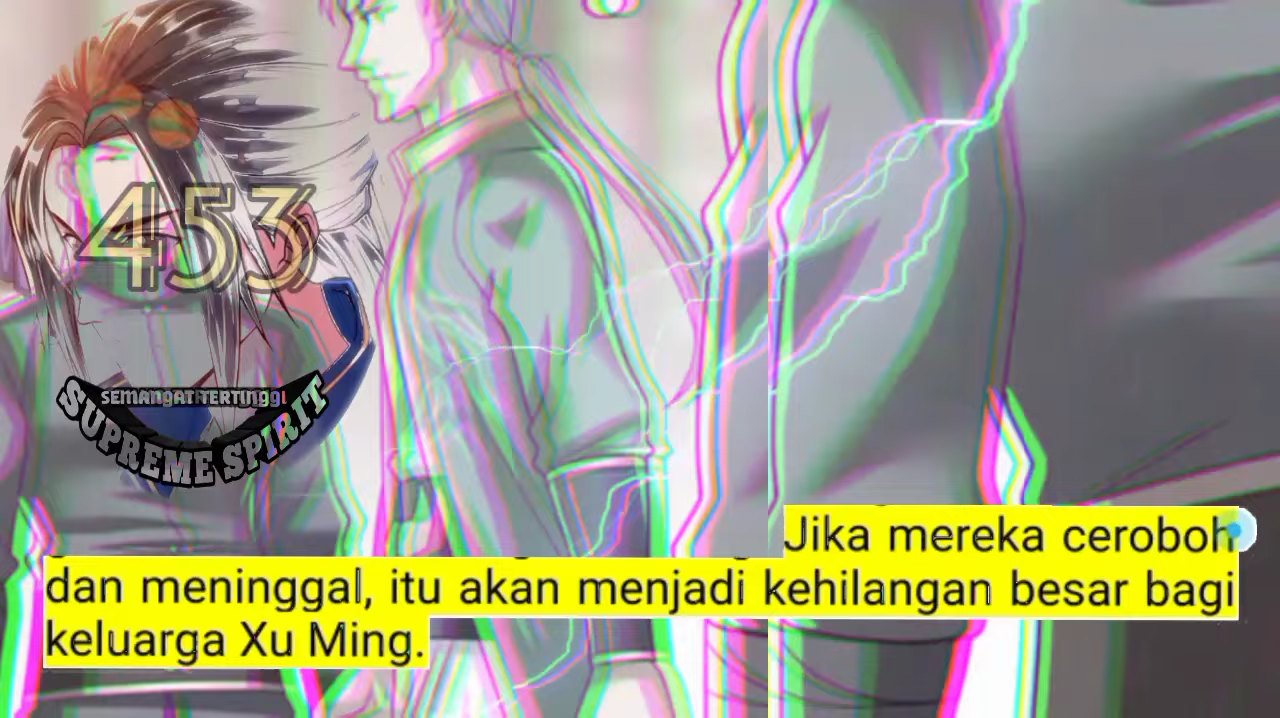 453
SEMANGAT TERTINGGI
SUPREME SPIRIT
Jika mereka ceroboh
dan meninggal, itu akan menjadi kehilangan besar bagi
keluarga Xu Ming.